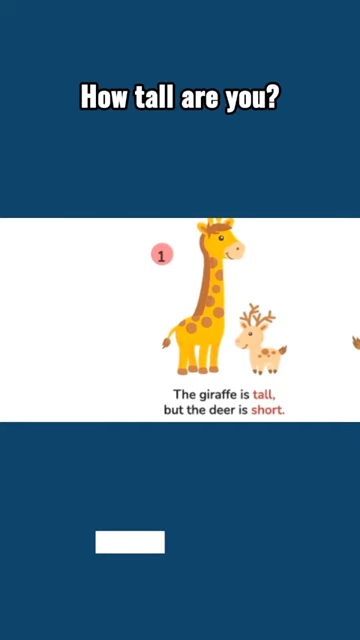 How tall are you?
1
The giraffe is tall,
but the deer is short.